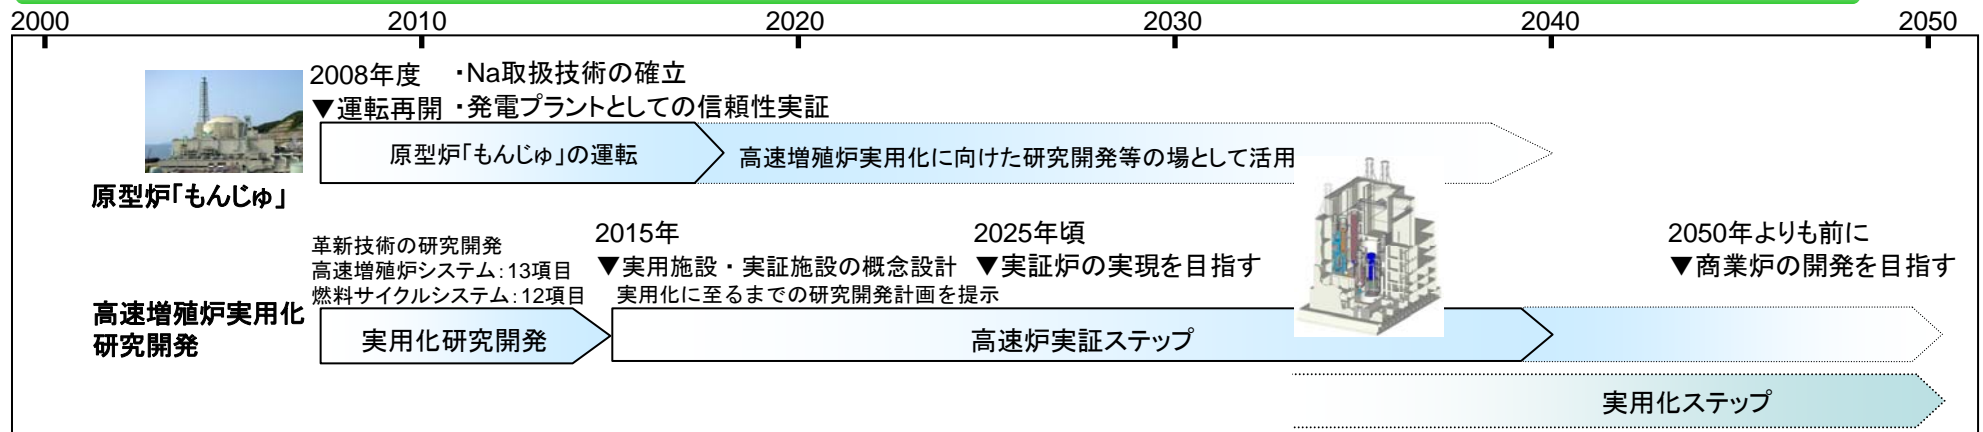 2000 2010 2020 2030 2040 2050
2008年度
▼運転再開
・Na取扱技術の確立
・発電プラントとしての信頼性実証
原型炉「もんじゅ」の運転
高速増殖炉実用化に向けた研究開発等の場として活用
原型炉「もんじゅ」
革新技術の研究開発
高速増殖炉システム:13項目
燃料サイクルシステム:12項目
2015年
▼実用施設・実証施設の概念設計
実用化に至るまでの研究開発計画を提示
2025年頃
▼実証炉の実現を目指す
2050年よりも前に
▼商業炉の開発を目指す
高速増殖炉実用化
研究開発
実用化研究開発
高速炉実証ステップ
実用化ステップ